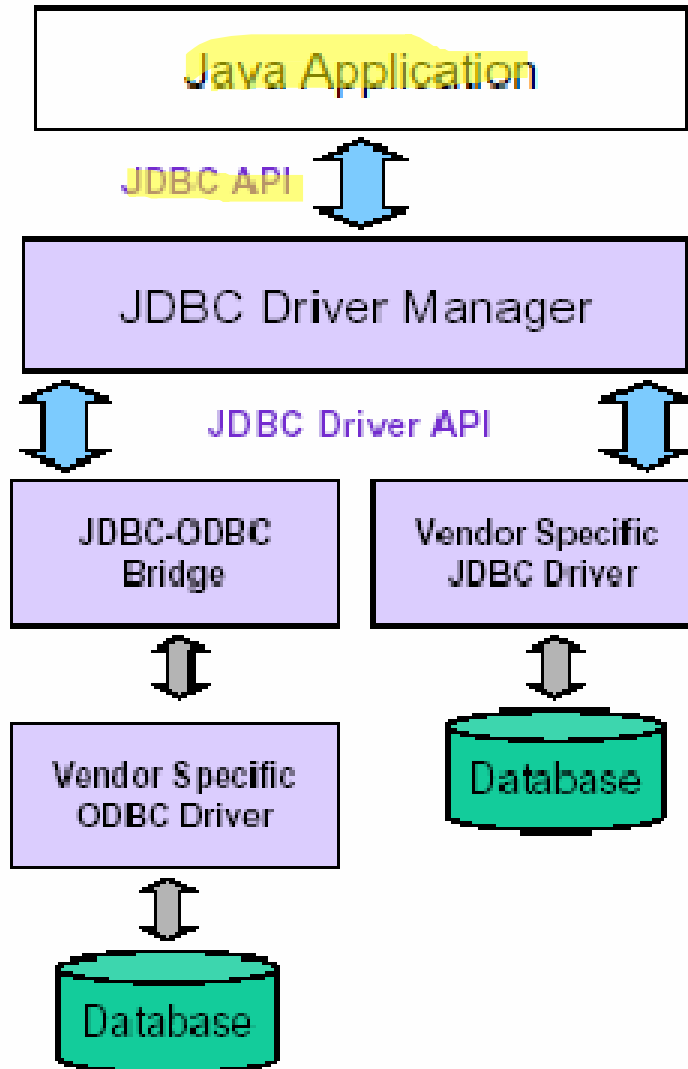 Java Application
JDBC API
JDBC Driver Manager
JDBC Driver API
JDBC-ODBC
Bridge
Vendor Specific
JDBC Driver
Vendor Specific
ODBC Driver
Database
Database